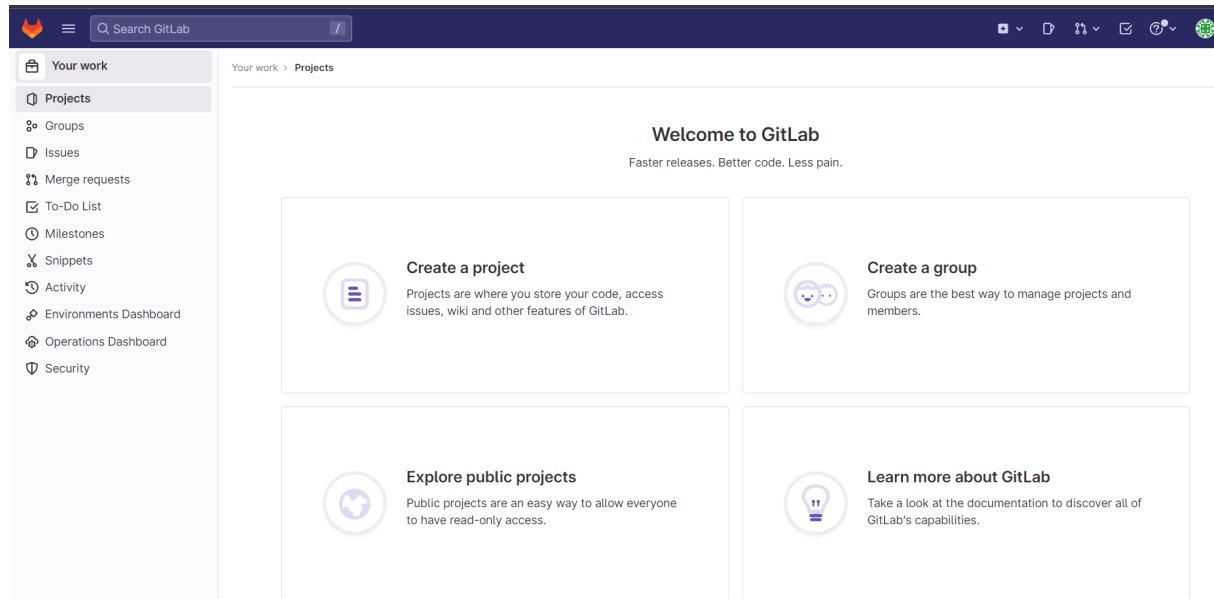 Search GitLab /
Your work
Projects
Groups
Issues
Merge requests
To-Do List
Milestones
Snippets
Activity
Environments Dashboard
Operations Dashboard
Security
Your work › Projects
Welcome to GitLab
Faster releases. Better code. Less pain.
Create a project
Projects are where you store your code, access
issues, wiki and other features of GitLab.
Create a group
Groups are the best way to manage projects and
members.
Explore public projects
Public projects are an easy way to allow everyone
to have read-only access.
Learn more about GitLab
Take a look at the documentation to discover all of
GitLab's capabilities.